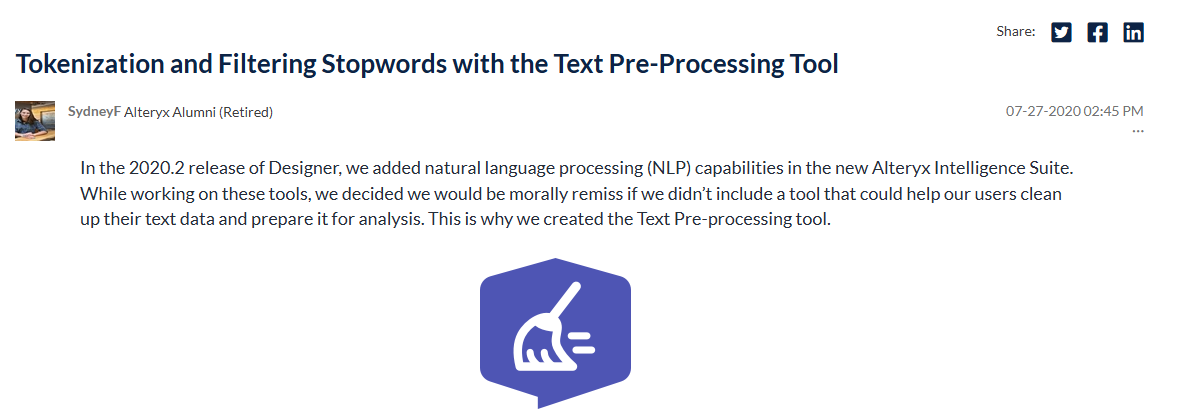 Share:
Tokenization and Filtering Stopwords with the Text Pre-Processing Tool
SydneyF Alteryx Alumni (Retired)
07-27-2020 02:45 PM
...
In the 2020.2 release of Designer, we added natural language processing (NLP) capabilities in the new Alteryx Intelligence Suite.
While working on these tools, we decided we would be morally remiss if we didn’t include a tool that could help our users clean
up their text data and prepare it for analysis. This is why we created the Text Pre-processing tool.